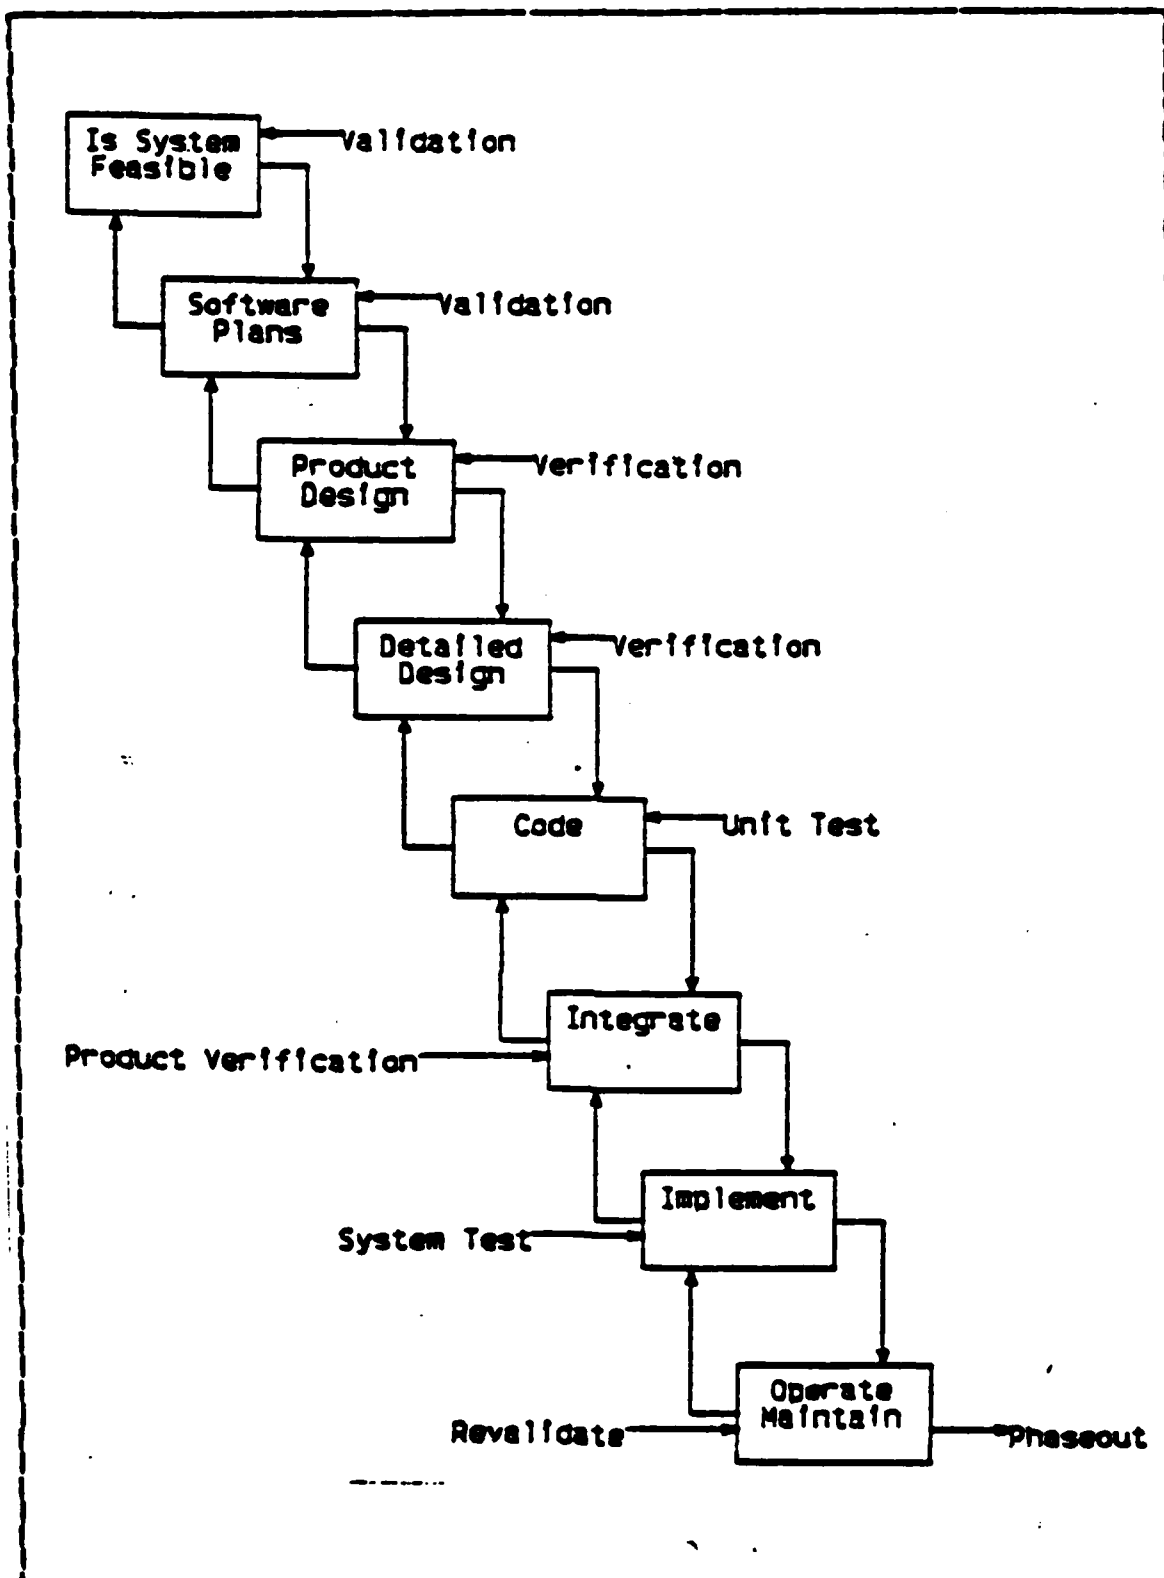 Is System
Feasible
Validation
Software
Plans
Validation
Product
Design
Verification
Detailed
Design
Verification
Code
Unit Test
Integrate
Product Verification
Implement
System Test
Operate
Maintain
Revalidate
Phaseout